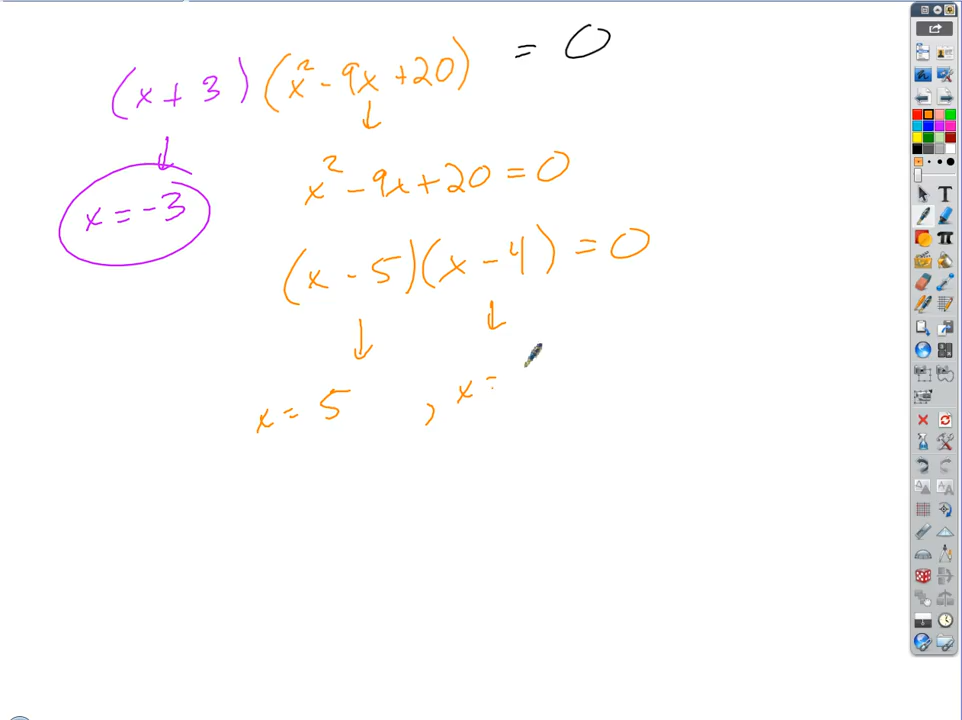 (x + 3) (x² - 9x + 20) = 0
x² - 9x + 20 = 0
x = -3
(x - 5)(x - 4) = 0
x = 5 , x =
T
π